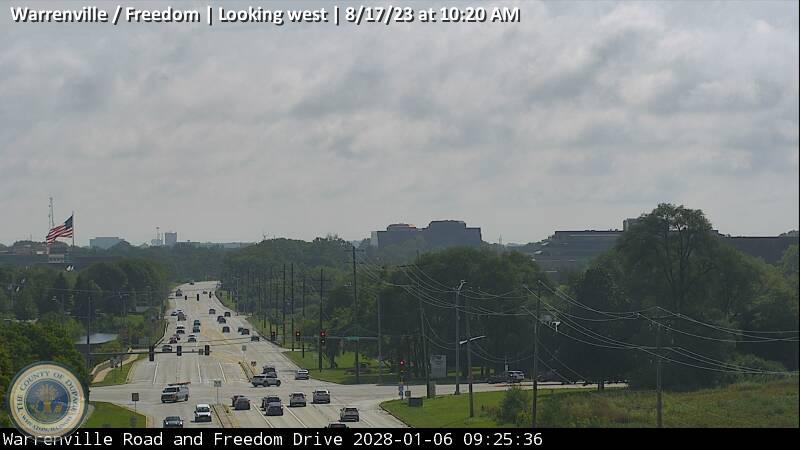 Warrenville / Freedom | Looking west | 8/17/23 at 10:20 AM
THE COUNTY OF DUPAGE
Warrenville Road and Freedom Drive 2028-01-06 09:25:36